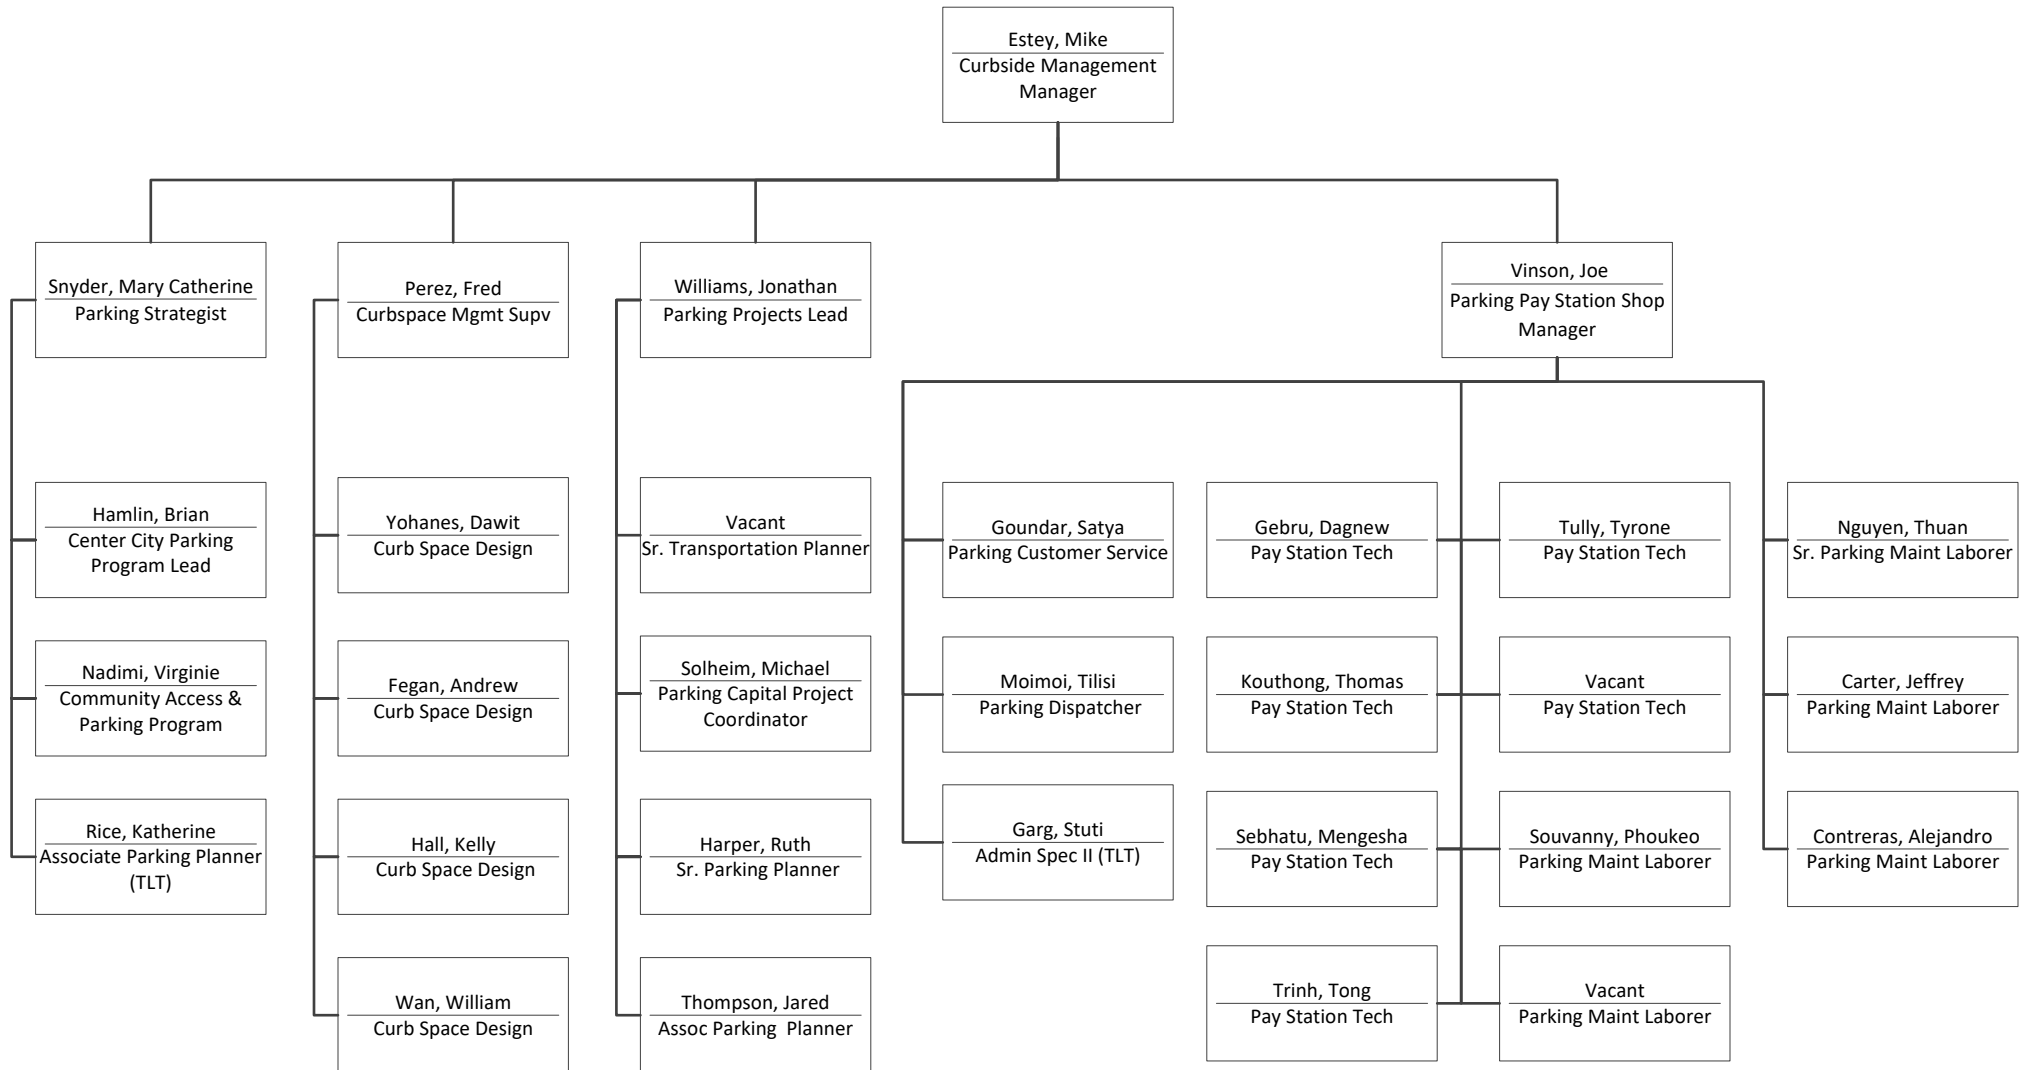 Estey, Mike
Curbside Management
Manager
Snyder, Mary Catherine
Parking Strategist
Perez, Fred
Curbspace Mgmt Supv
Williams, Jonathan
Parking Projects Lead
Vinson, Joe
Parking Pay Station Shop
Manager
Hamlin, Brian
Center City Parking
Program Lead
Yohanes, Dawit
Curb Space Design
Vacant
Sr. Transportation Planner
Goundar, Satya
Parking Customer Service
Gebru, Dagnew
Pay Station Tech
Tully, Tyrone
Pay Station Tech
Nguyen, Thuan
Sr. Parking Maint Laborer
Nadimi, Virginie
Community Access &
Parking Program
Fegan, Andrew
Curb Space Design
Solheim, Michael
Parking Capital Project
Coordinator
Moimoi, Tilisi
Parking Dispatcher
Kouthong, Thomas
Pay Station Tech
Vacant
Pay Station Tech
Carter, Jeffrey
Parking Maint Laborer
Rice, Katherine
Associate Parking Planner
(TLT)
Hall, Kelly
Curb Space Design
Harper, Ruth
Sr. Parking Planner
Garg, Stuti
Admin Spec II (TLT)
Sebhatu, Mengesha
Pay Station Tech
Souvanny, Phoukeo
Parking Maint Laborer
Contreras, Alejandro
Parking Maint Laborer
Wan, William
Curb Space Design
Thompson, Jared
Assoc Parking  Planner
Trinh, Tong
Pay Station Tech
Vacant
Parking Maint Laborer